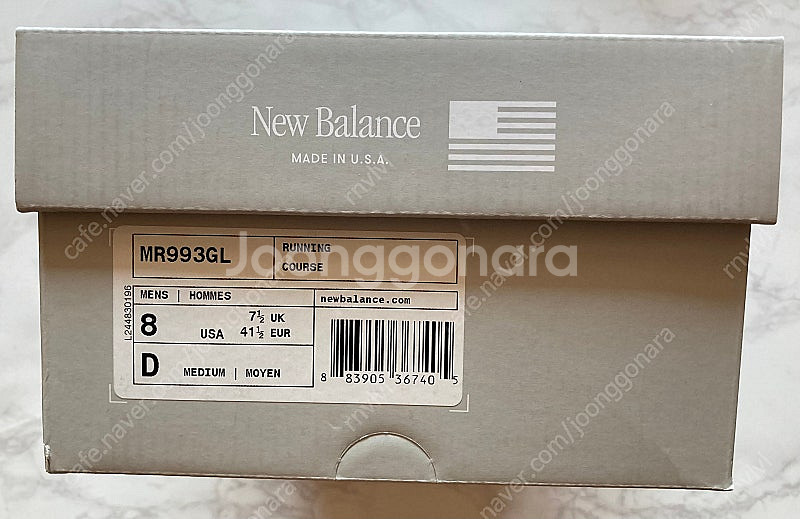 New Balance
MADE IN U.S.A.
MR993GL
RUNNING
COURSE
MENS | HOMMES
newbalance.com
8
USA
7½ UK
41½ EUR
D
MEDIUM | MOYEN
8 83905 36740 5
L244830196
Joonggonara
cafe.naver.com/joonggonara